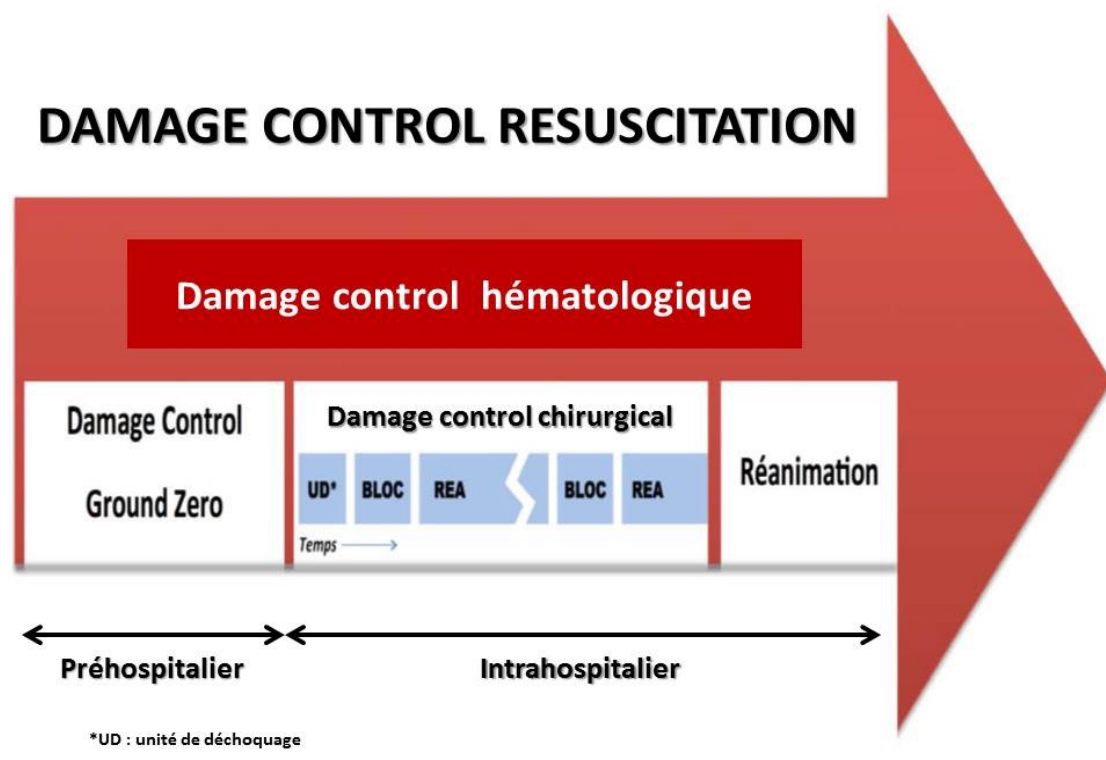 DAMAGE CONTROL RESUSCITATION
Damage control hématologique
Damage Control
Ground Zero
Damage control chirurgical
UD* BLOC REA BLOC REA
Temps
Réanimation
Préhospitalier
Intrahospitalier
*UD : unité de déchoquage